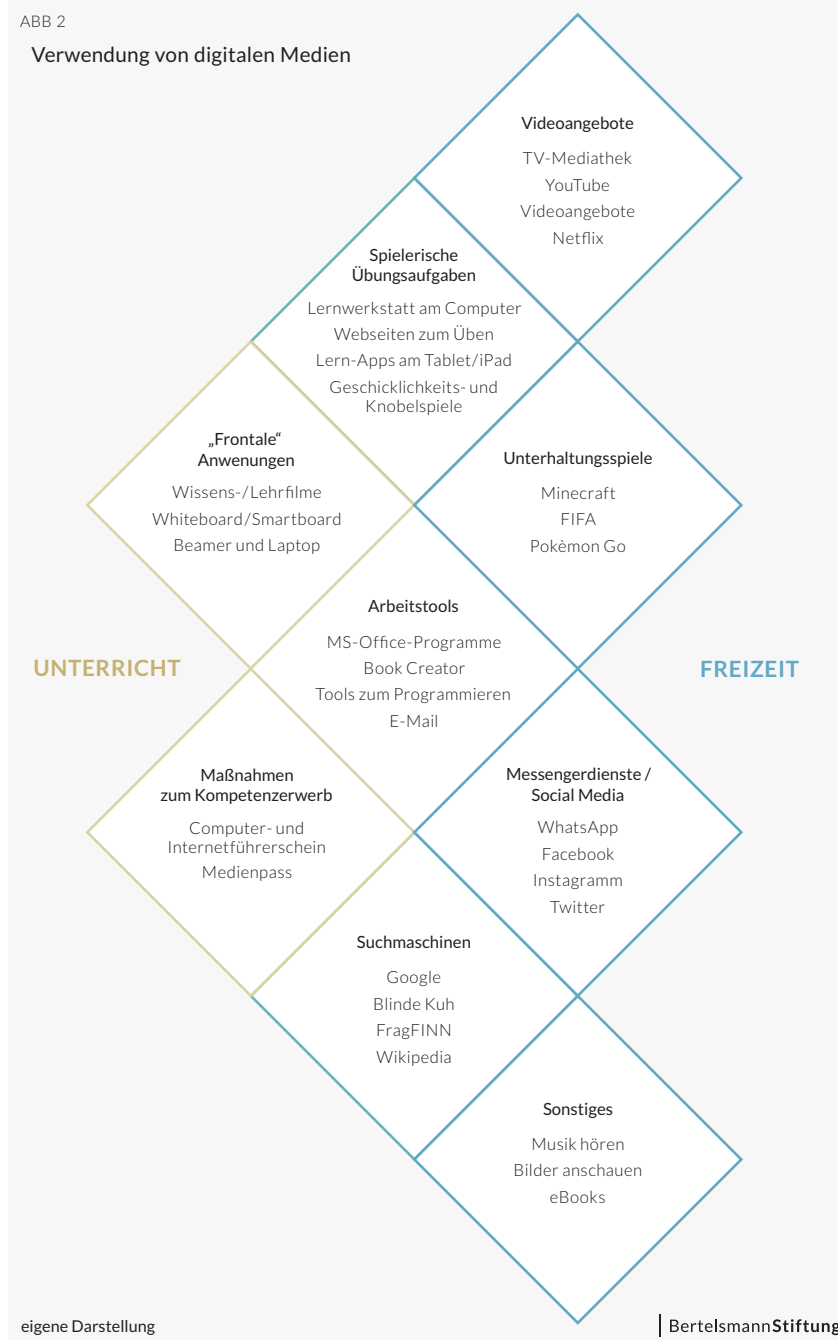 ABB 2
Verwendung von digitalen Medien
Videoangebote
TV-Mediathek
YouTube
Videoangebote
Netflix
Spielerische
Übungsaufgaben
Lernwerkstatt am Computer
Webseiten zum Üben
Lern-Apps am Tablet/iPad
Geschicklichkeits- und
Knobelspiele
„Frontale“
Anwenungen
Wissens-/Lehrfilme
Whiteboard/Smartboard
Beamer und Laptop
Unterhaltungsspiele
Minecraft
FIFA
Pokèmon Go
Arbeitstools
MS-Office-Programme
Book Creator
Tools zum Programmieren
E-Mail
UNTERRICHT
FREIZEIT
Maßnahmen
zum Kompetenzerwerb
Computer- und
Internetführerschein
Medienpass
Messengerdienste /
Social Media
WhatsApp
Facebook
Instagramm
Twitter
Suchmaschinen
Google
Blinde Kuh
FragFINN
Wikipedia
Sonstiges
Musik hören
Bilder anschauen
eBooks
eigene Darstellung
BertelsmannStiftung